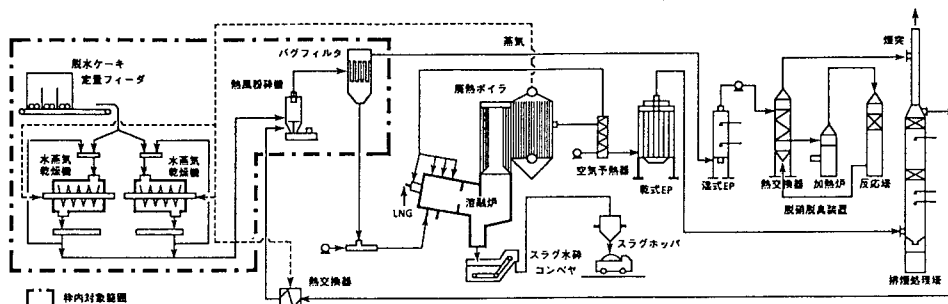 脱水ケーキ
定量フィーダ
水蒸気
乾燥機
水蒸気
乾燥機
熱風粉砕機
バグフィルタ
蒸気
廃熱ボイラ
LNG
溶融炉
空気予熱器
乾式EP
湿式EP
熱交換器
加熱炉
反応塔
脱硝脱臭装置
煙突
排煙処理塔
スラグ水砕
コンベヤ
スラグホッパ
熱交換器
枠内対象範囲